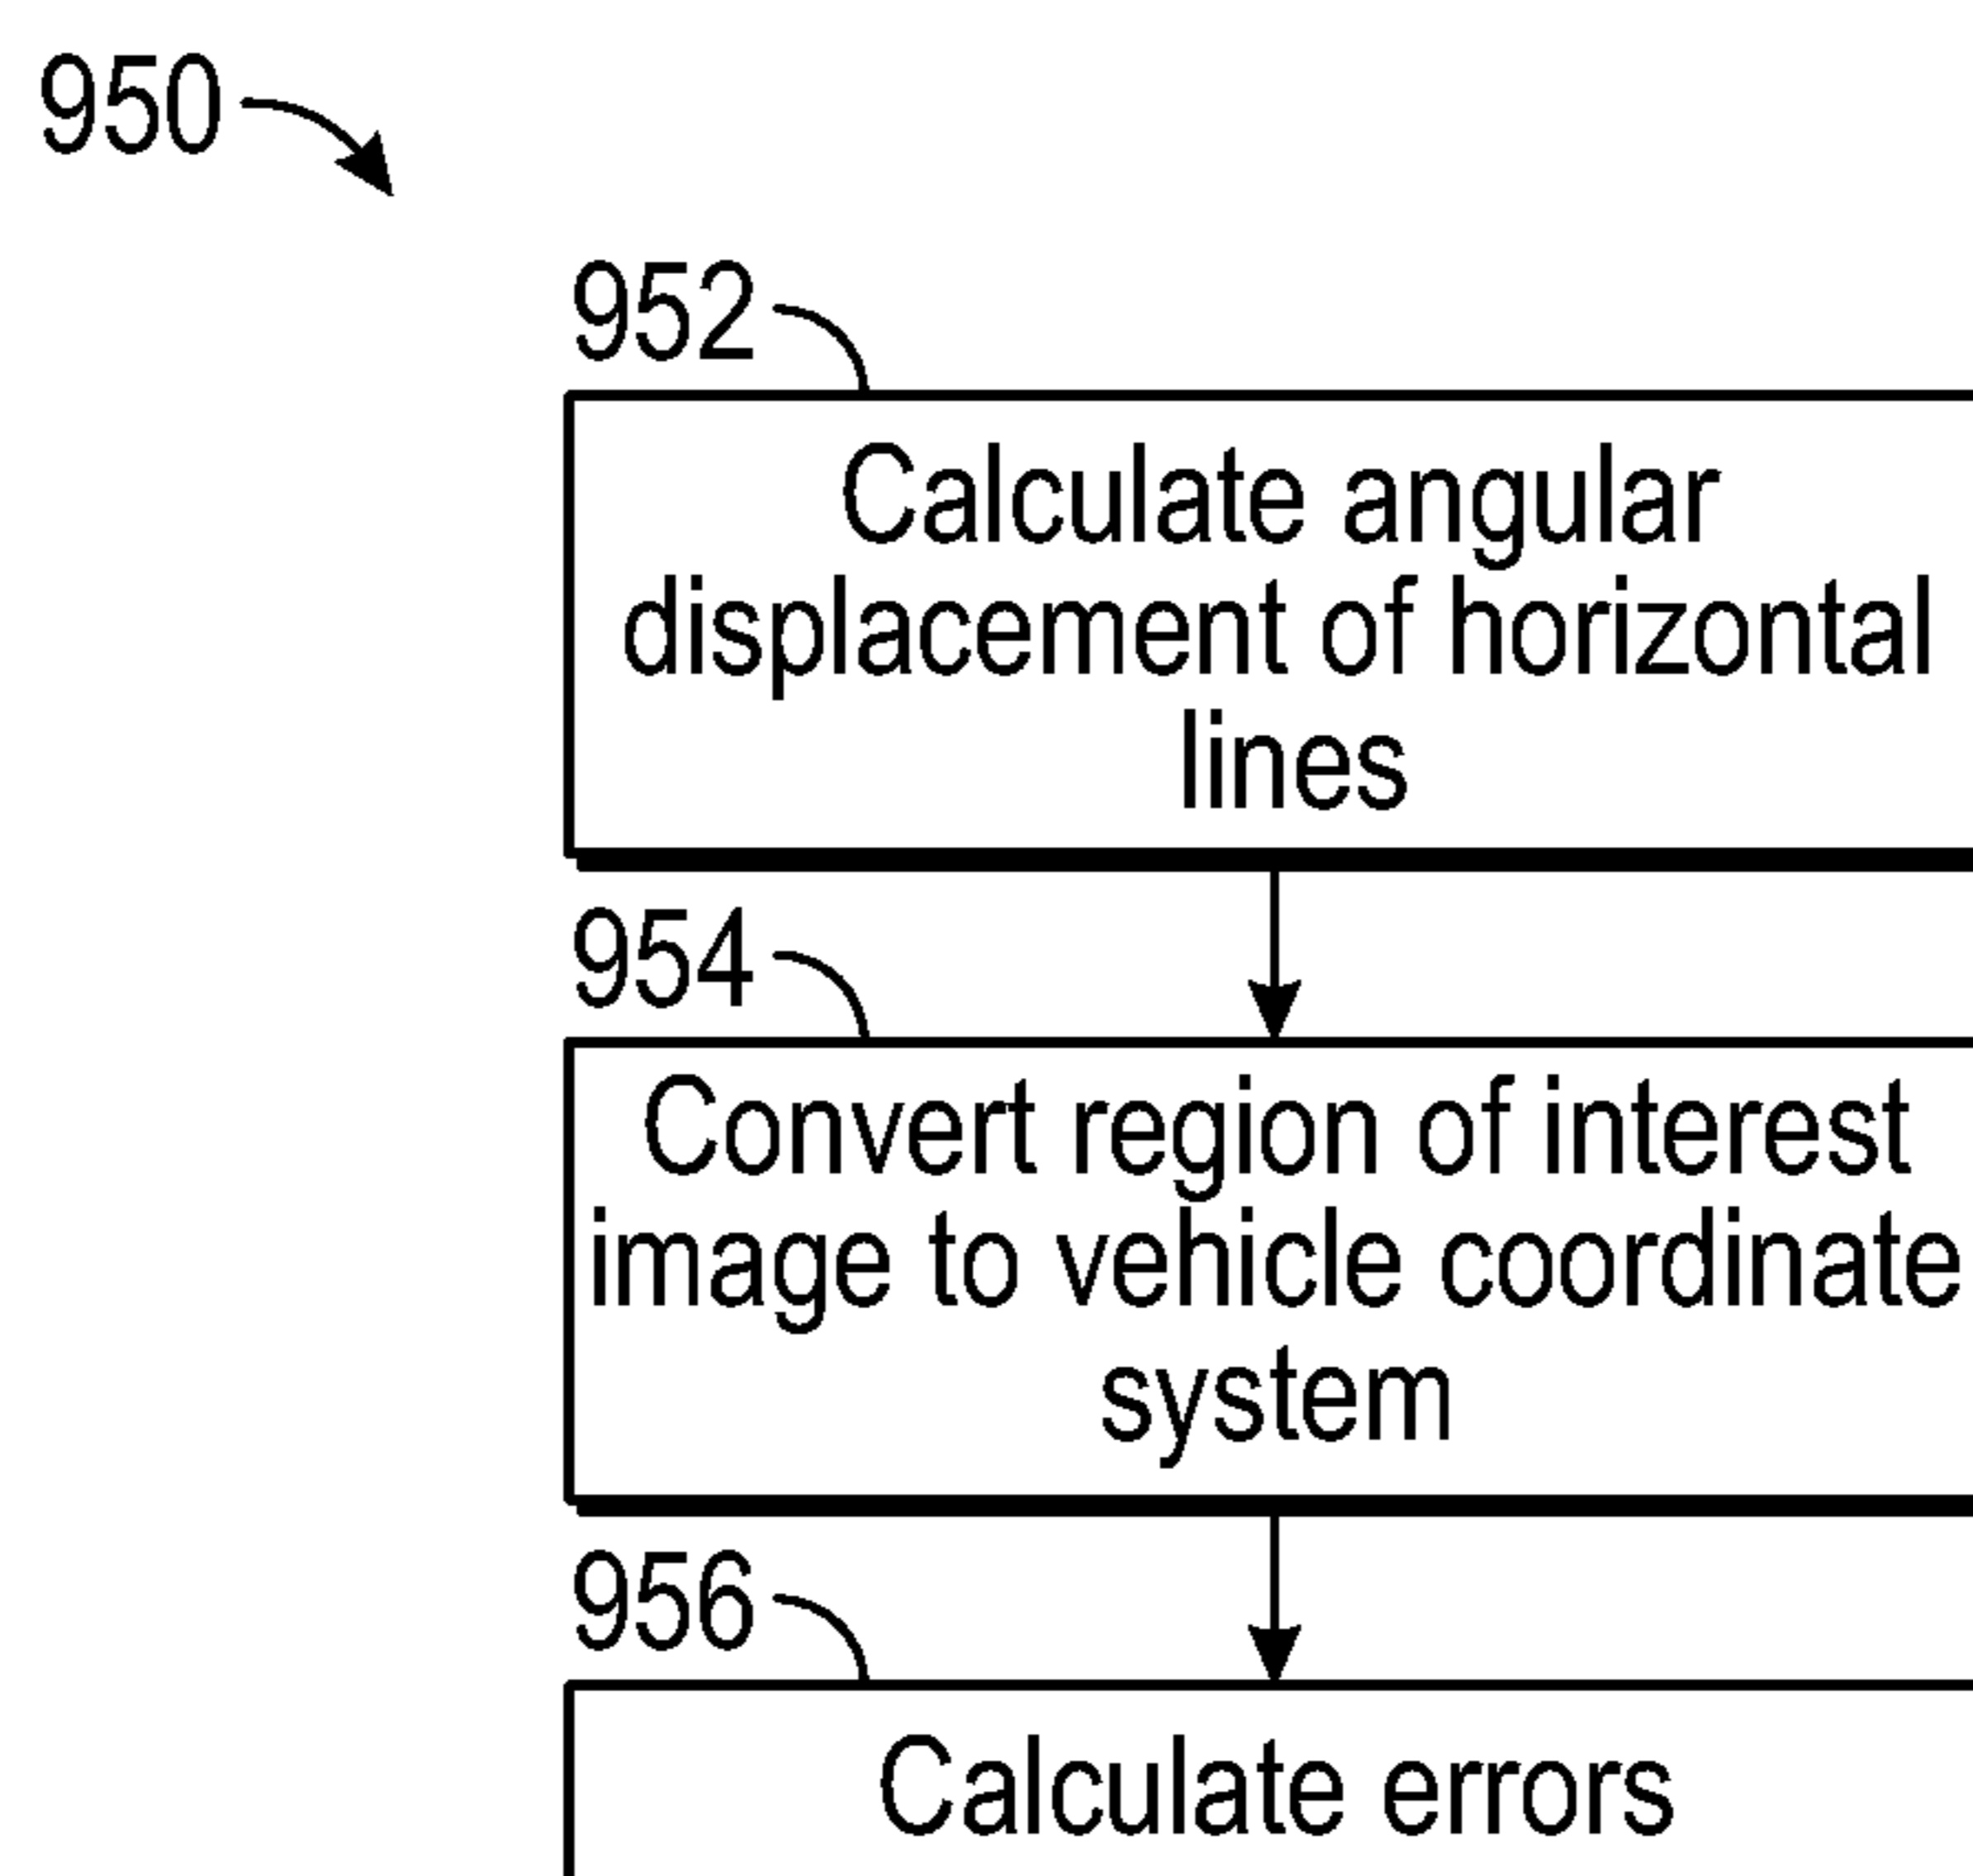 950
952
Calculate angular
displacement of horizontal
lines
954
Convert region of interest
image to vehicle coordinate
system
956
Calculate errors